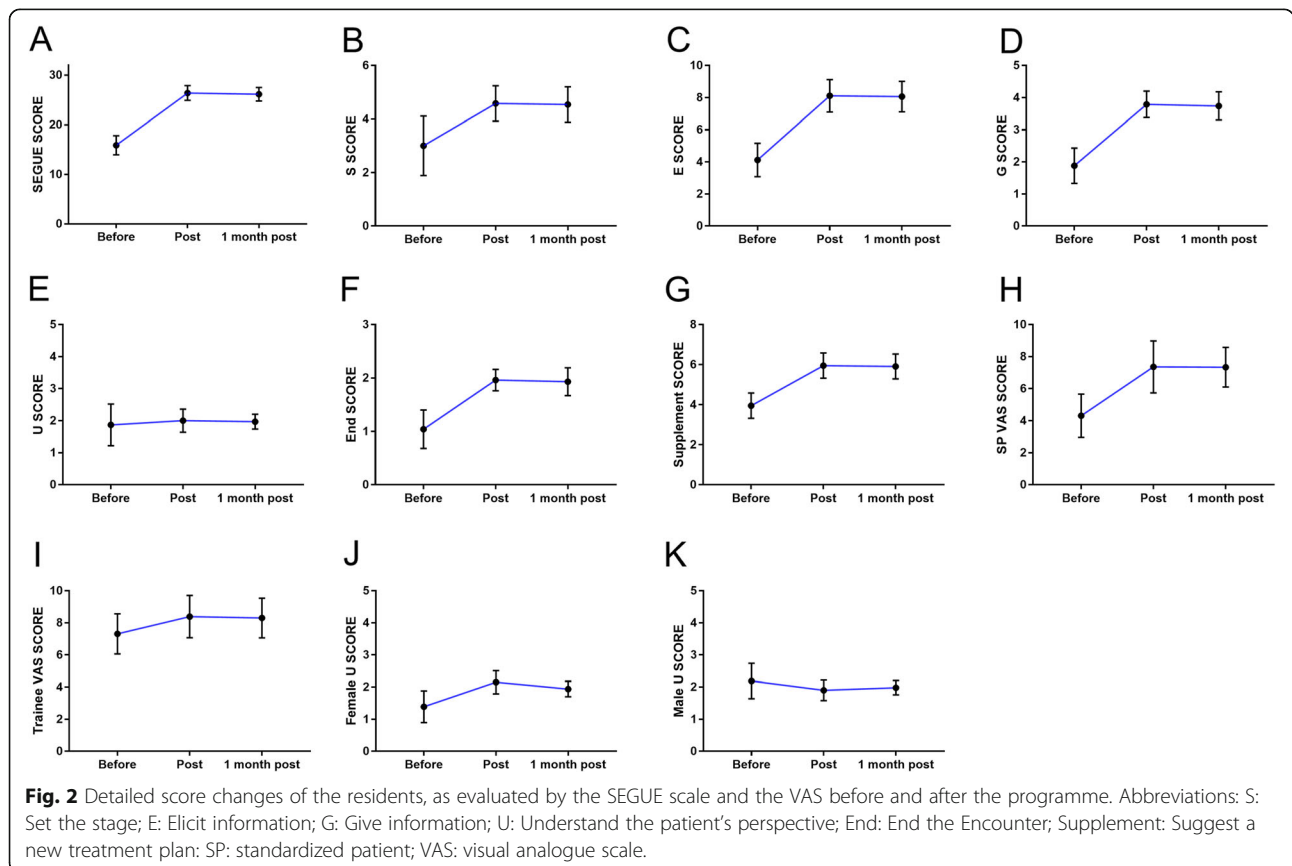 A
SEGUE SCORE
30
20
10
0
Before Post 1 month post
B
S SCORE
6
4
2
0
Before Post 1 month post
C
E SCORE
10
8
6
4
2
0
Before Post 1 month post
D
G SCORE
5
4
3
2
1
0
Before Post 1 month post
E
U SCORE
5
4
3
2
1
0
Before Post 1 month post
F
End SCORE
3
2
1
0
Before Post 1 month post
G
Supplement SCORE
8
6
4
2
0
Before Post 1 month post
H
SP VAS SCORE
10
8
6
4
2
0
Before Post 1 month post
I
Trainee VAS SCORE
10
8
6
4
2
0
Before Post 1 month post
J
Female U SCORE
5
4
3
2
1
0
Before Post 1 month post
K
Male U SCORE
5
4
3
2
1
0
Before Post 1 month post
Fig. 2 Detailed score changes of the residents, as evaluated by the SEGUE scale and the VAS before and after the programme. Abbreviations: S:
Set the stage; E: Elicit information; G: Give information; U: Understand the patient's perspective; End: End the Encounter; Supplement: Suggest a
new treatment plan: SP: standardized patient; VAS: visual analogue scale.